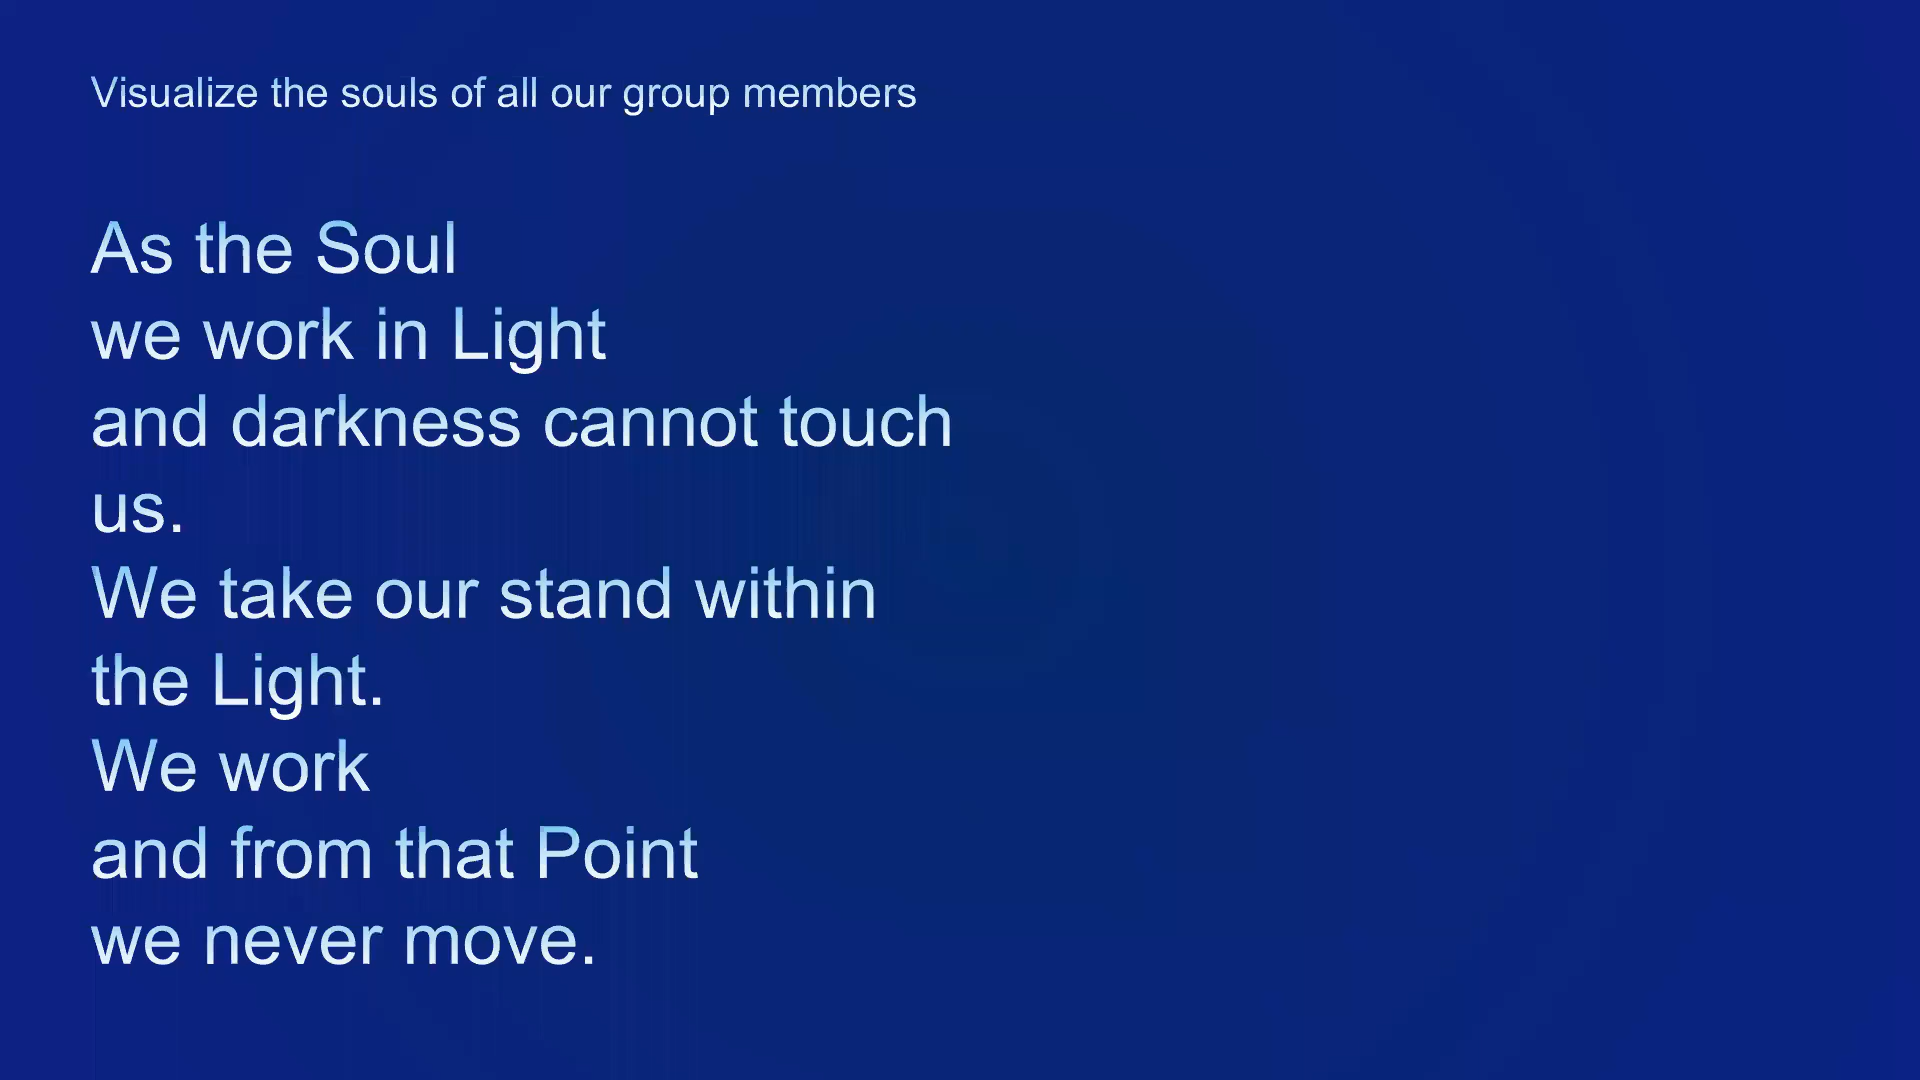 Visualize the souls of all our group members
As the Soul
we work in Light
and darkness cannot touch
us.
We take our stand within
the Light.
We work
and from that Point
we never move.